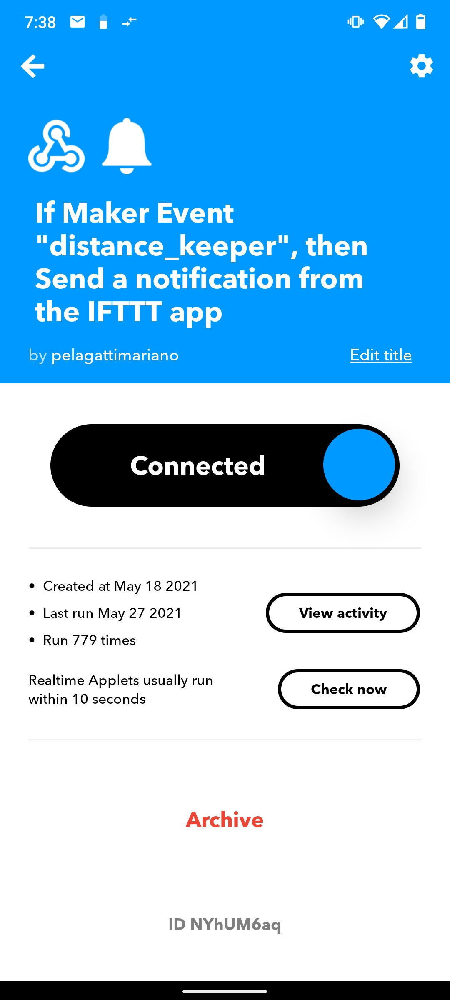 7:38
If Maker Event
"distance_keeper", then
Send a notification from
the IFTTT app
by pelagattimariano
Edit title
Connected
• Created at May 18 2021
• Last run May 27 2021
• Run 779 times
View activity
Realtime Applets usually run
within 10 seconds
Check now
Archive
ID NYhUM6aq